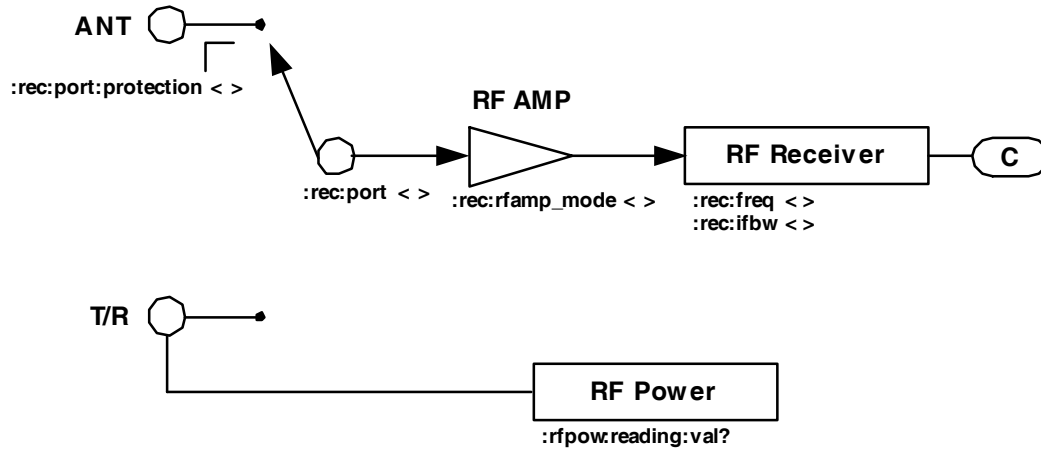 ANT
:rec:port:protection < >
RF AMP
RF Receiver
C
:rec:port < >
:rec:rfamp_mode < >
:rec:freq < >
:rec:ifbw < >
T/R
RF Power
:rfpow:reading:val?